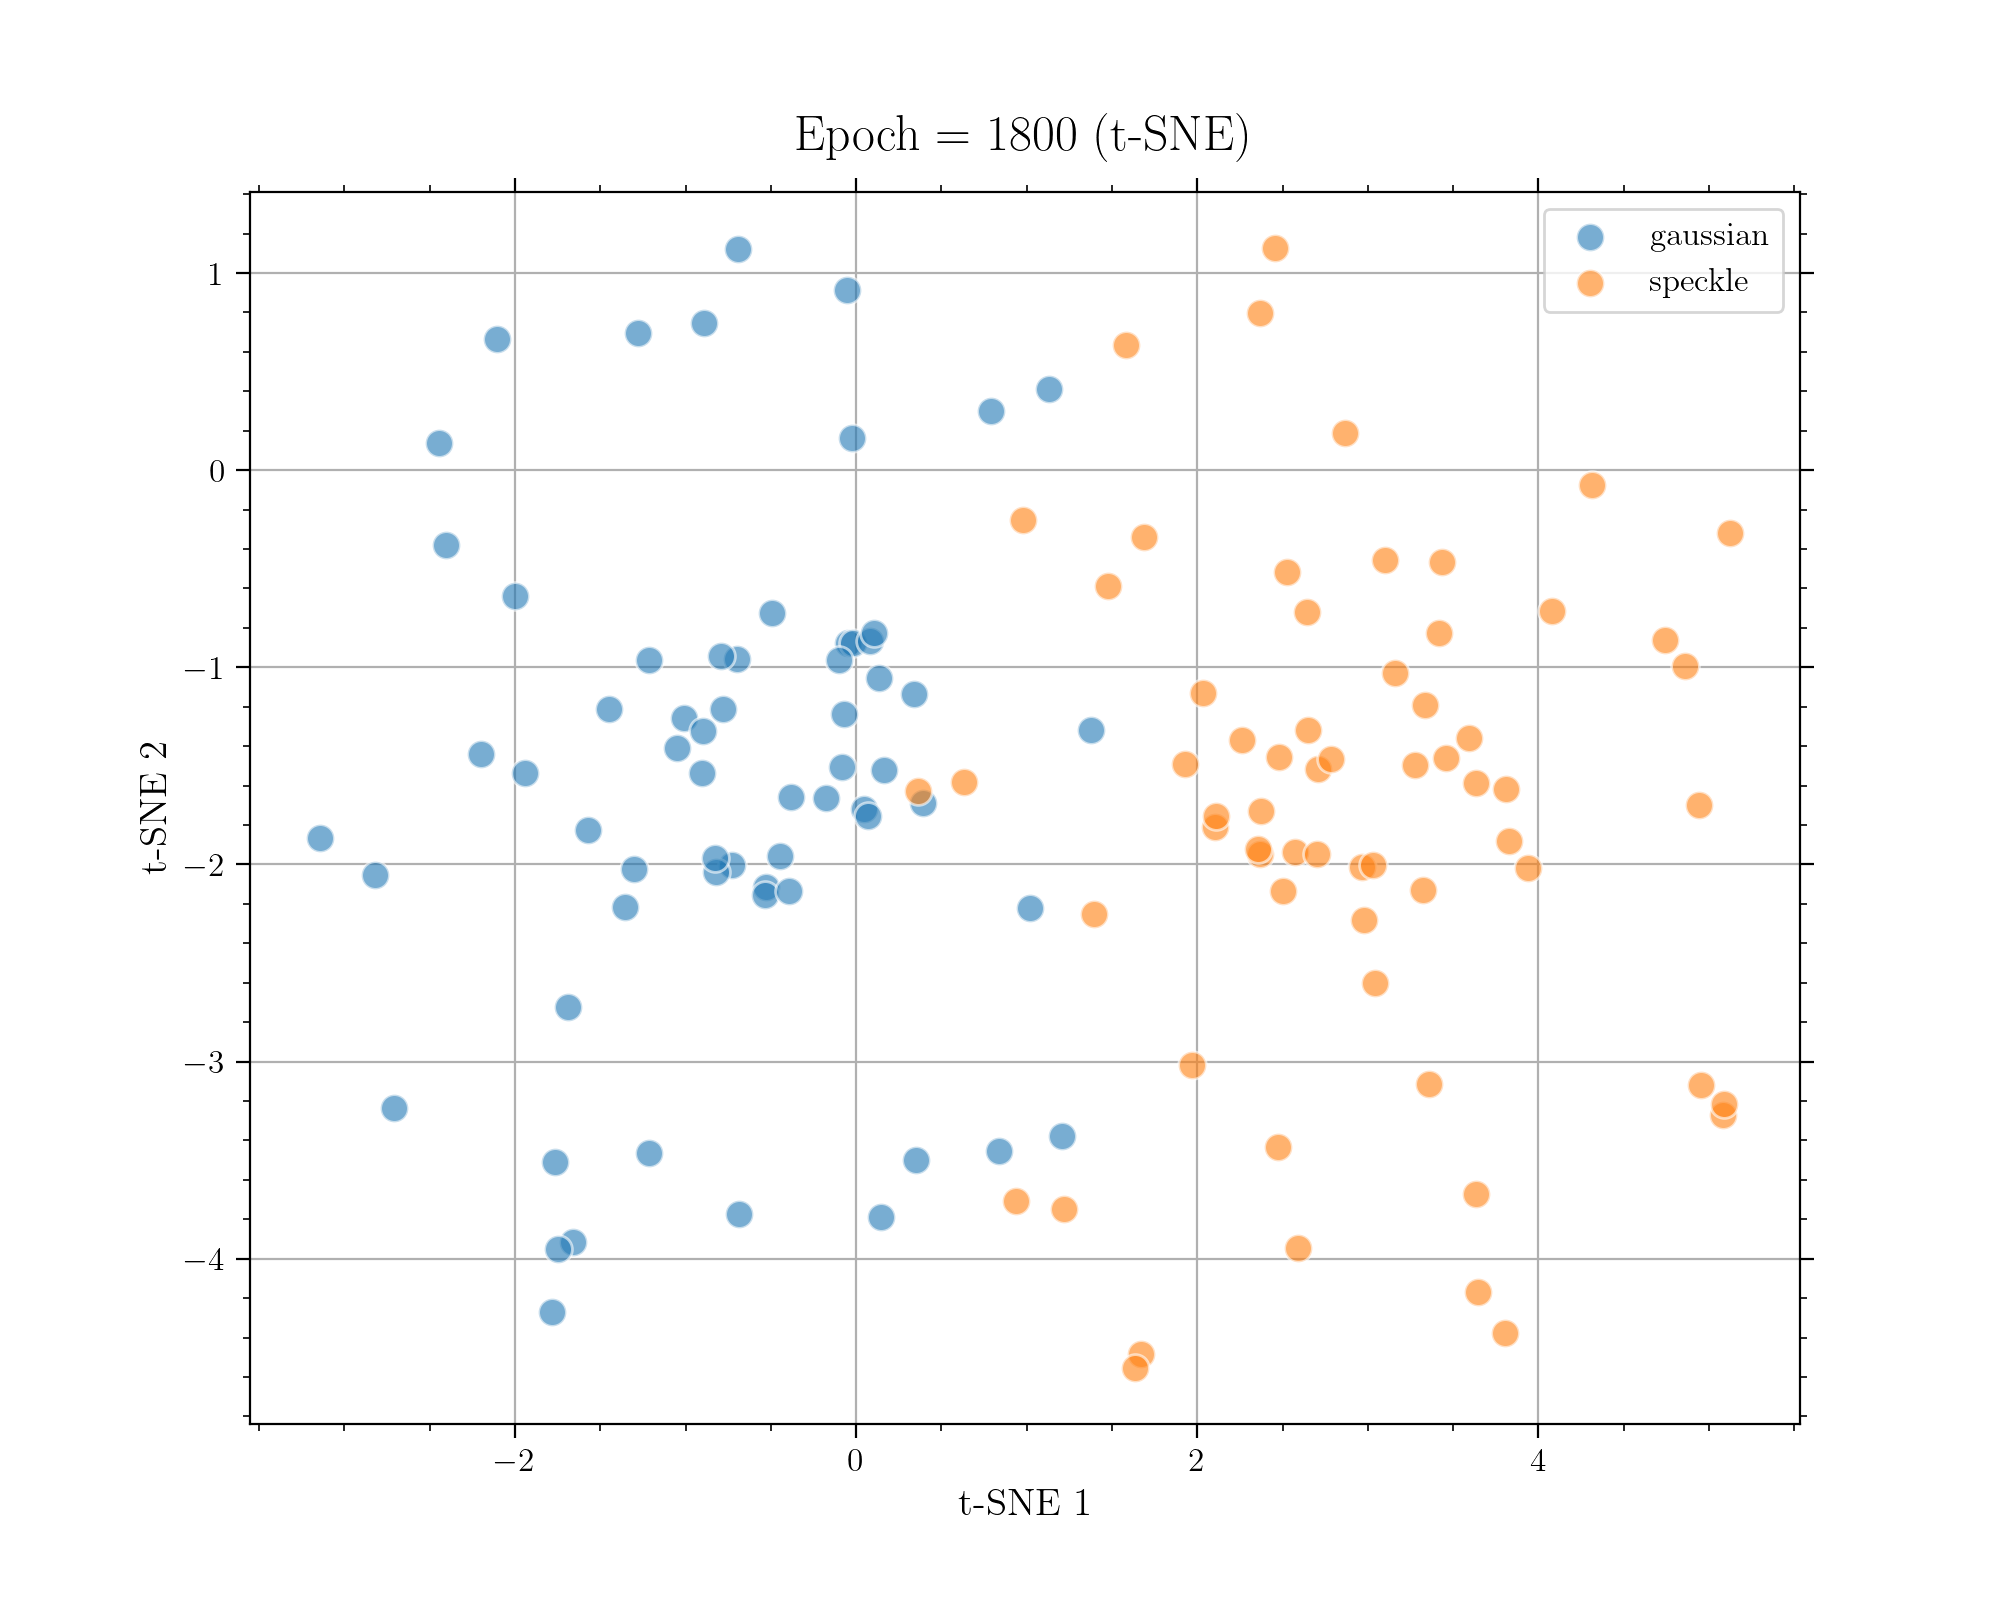 Epoch = 1800 (t-SNE)
gaussian
speckle
1
0
−1
−2
−3
−4
t-SNE 2
−2
0
2
4
t-SNE 1